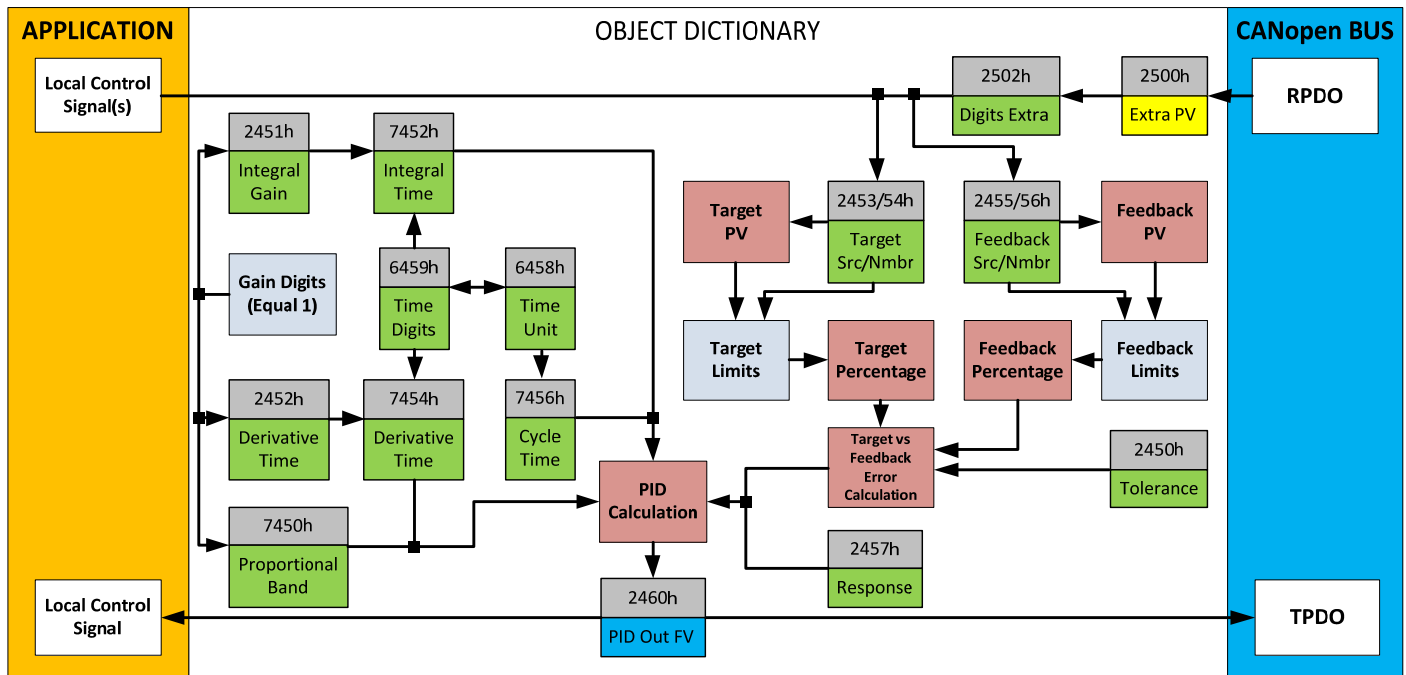 APPLICATION
OBJECT DICTIONARY
CANopen BUS
Local Control
Signal(s)
2502h
Digits Extra
2500h
Extra PV
RPDO
2451h
Integral
Gain
7452h
Integral
Time
Target
PV
2453/54h
Target
Src/Nmbr
2455/56h
Feedback
Src/Nmbr
Feedback
PV
Gain Digits
(Equal 1)
6459h
Time
Digits
6458h
Time
Unit
Target
Limits
Target
Percentage
Feedback
Percentage
Feedback
Limits
2452h
Derivative
Time
7454h
Derivative
Time
7456h
Cycle
Time
Target vs
Feedback
Error
Calculation
2450h
Tolerance
PID
Calculation
7450h
Proportional
Band
2457h
Response
Local Control
Signal
2460h
PID Out FV
TPDO